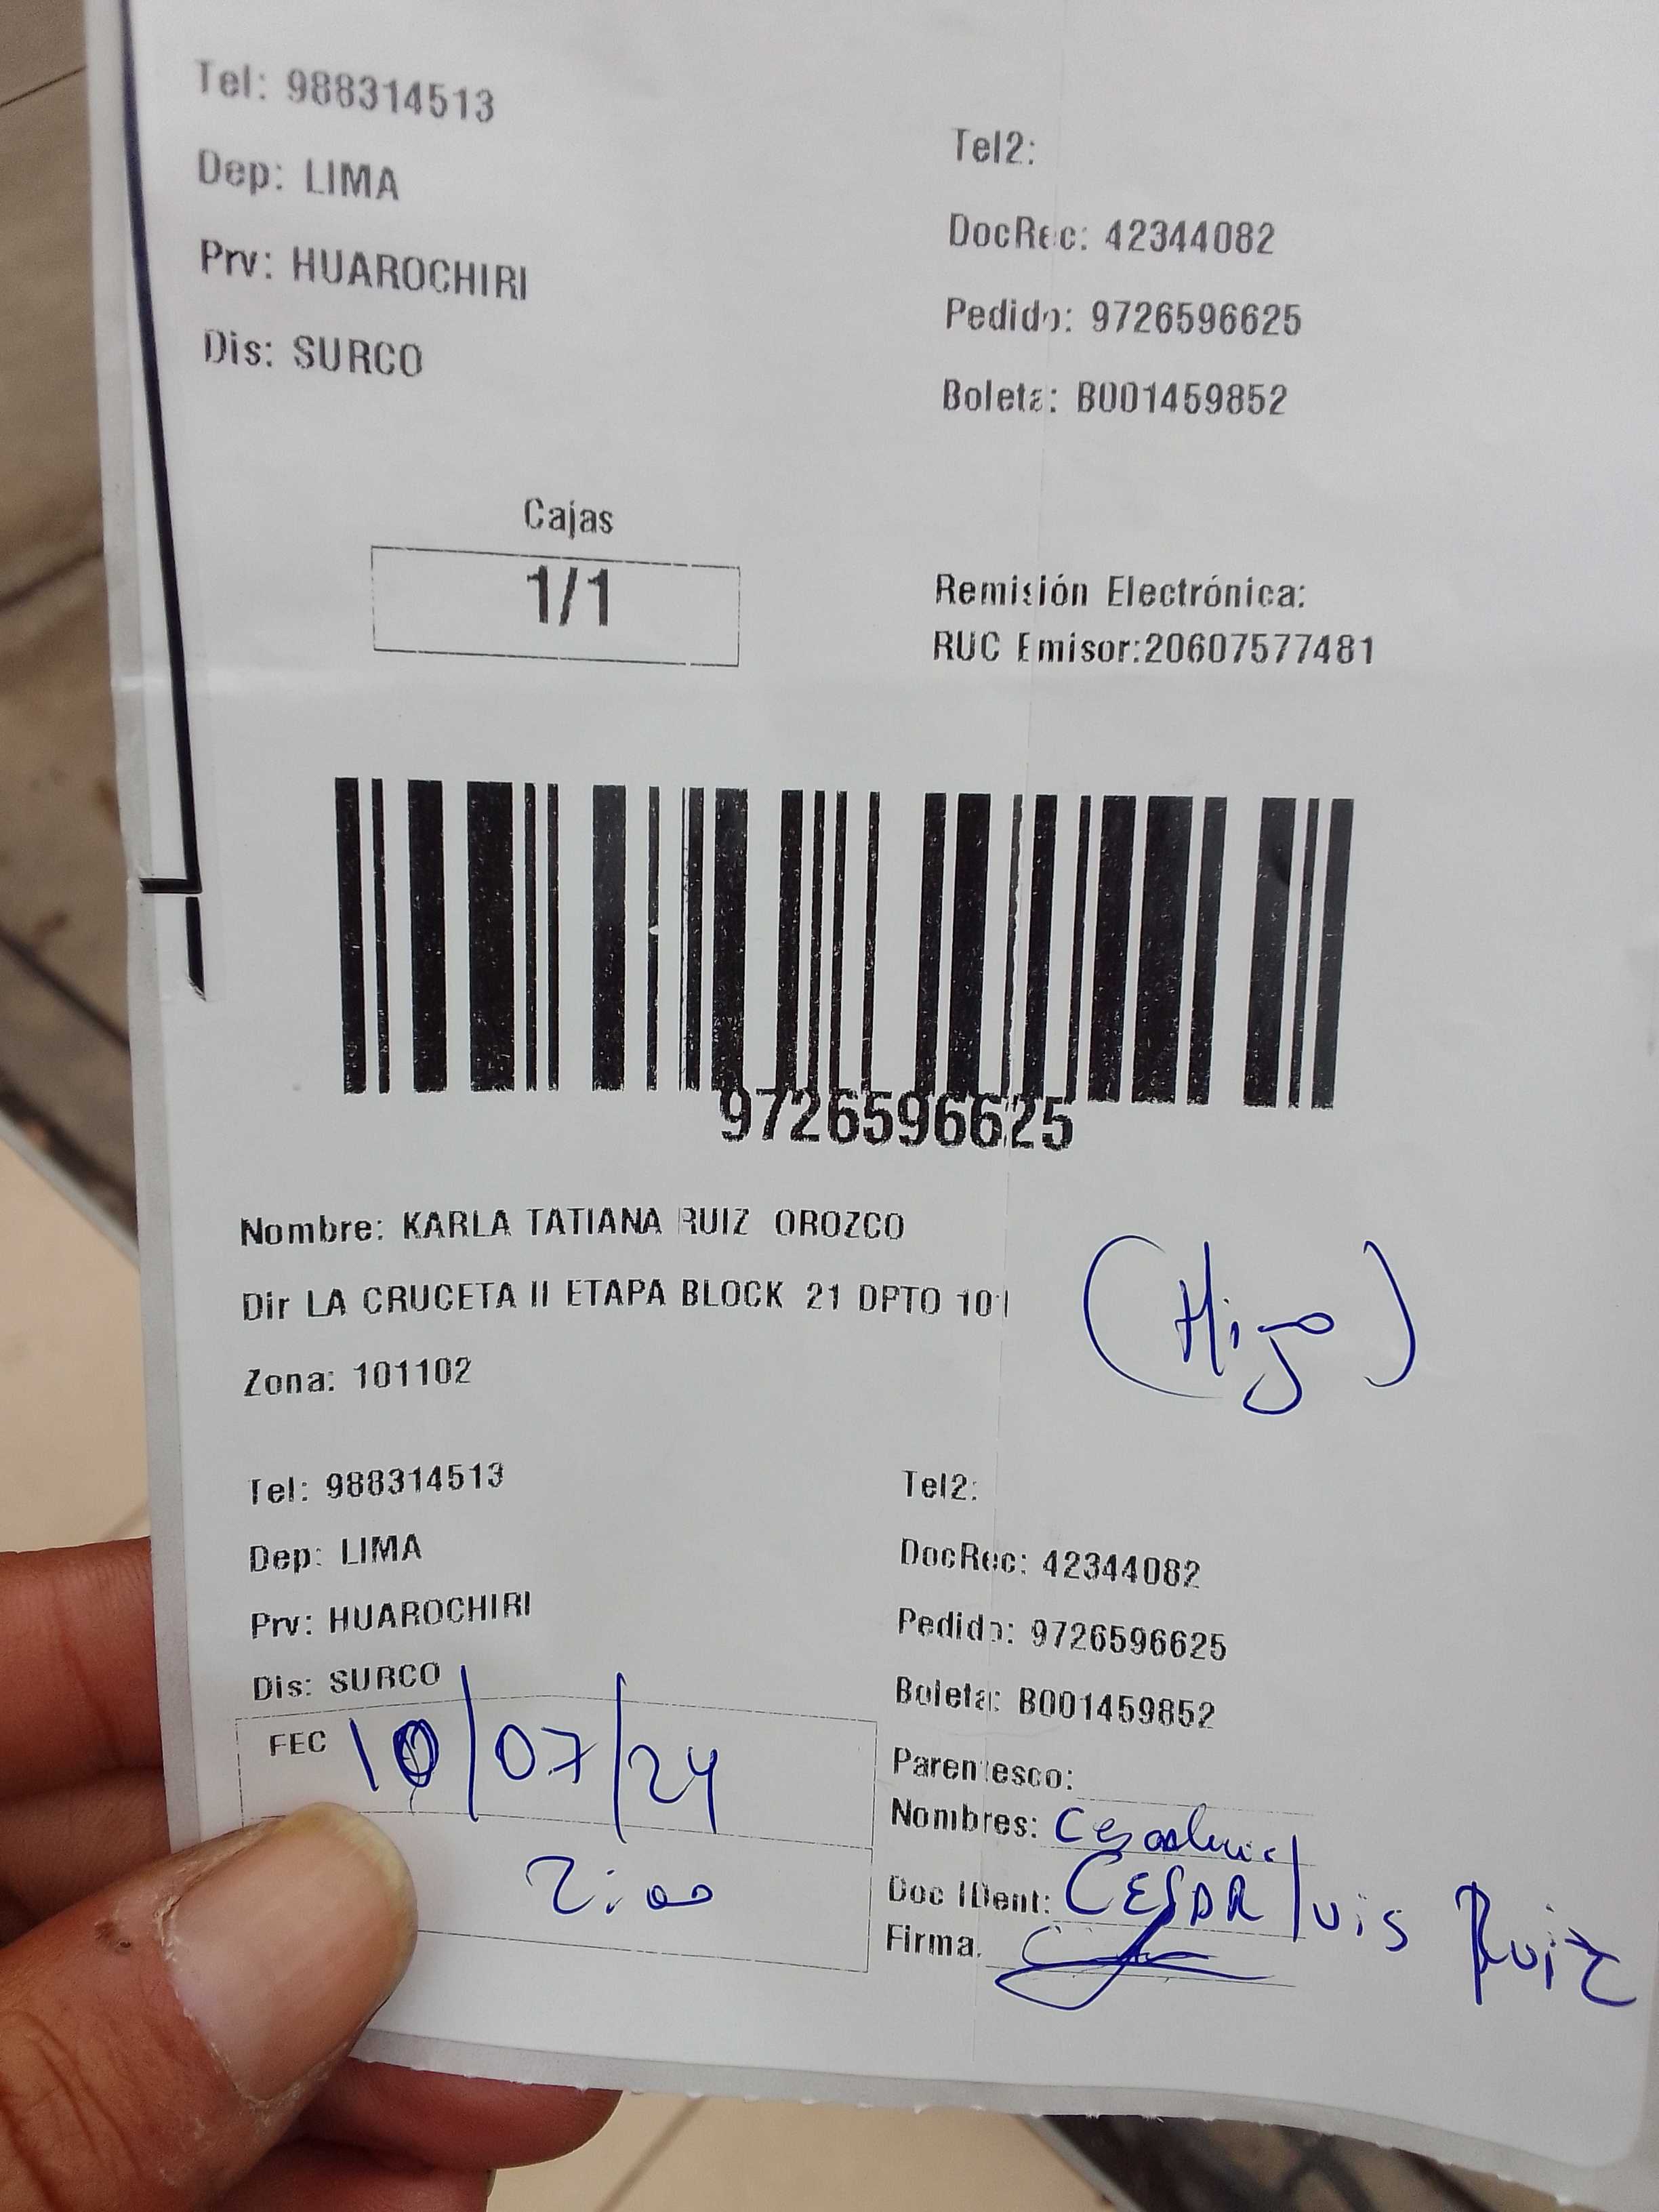 Tel: 988314513
Tel2:
Dep: LIMA
DocRec: 42344082
Prv: HUAROCHIRI
Pedido: 9726596625
Dis: SURCO
Boleta: B001459852
Cajas
1/1
Remisión Electrónica:
RUC Emisor:20607577481
9726596625
Nombre: KARLA TATIANA RUIZ OROZCO
Dir LA CRUCETA II ETAPA BLOCK 21 DPTO 101
(Hijo)
Zona: 101102
Tel: 988314513
Tel2:
Dep: LIMA
DocRec: 42344082
Prv: HUAROCHIRI
Pedido: 9726596625
Dis: SURCO
Boleta: B001459852
FEC 10/07/24
Parentesco:
Nombres:
Doc IDent: CESAR luis Ruiz
Firma.